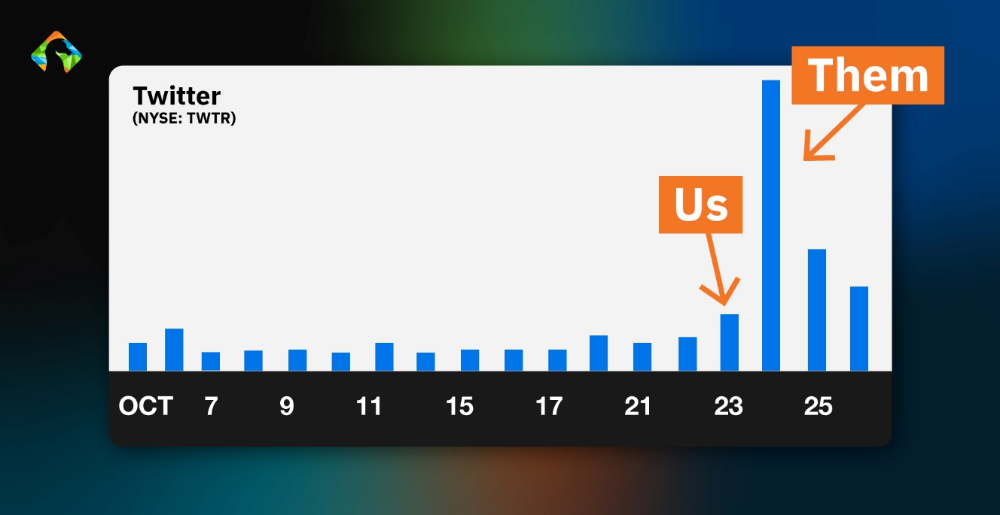 Twitter
(NYSE: TWTR)
Them
Us
OCT 7 9 11 15 17 21 23 25